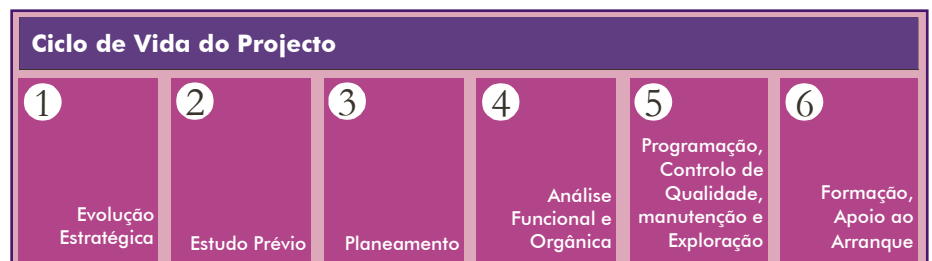 Ciclo de Vida do Projecto
1
Evolução
Estratégica
2
Estudo Prévio
3
Planeamento
4
Análise
Funcional e
Orgânica
5
Programação,
Controlo de
Qualidade,
manutenção e
Exploração
6
Formação,
Apoio ao
Arranque